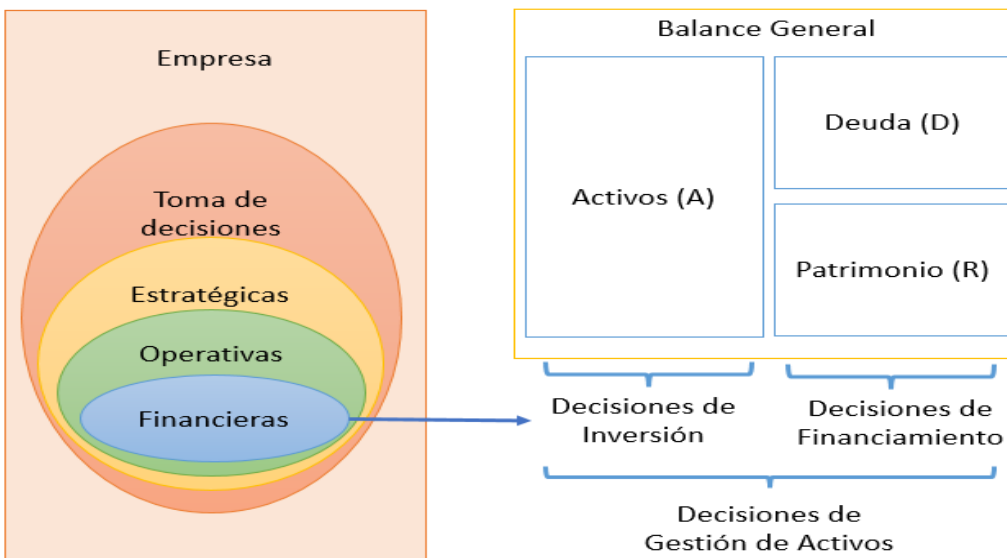 Empresa
Toma de
decisiones
Estratégicas
Operativas
Financieras
Balance General
Activos (A)
Deuda (D)
Patrimonio (R)
Decisiones de
Inversión
Decisiones de
Financiamiento
Decisiones de
Gestión de Activos